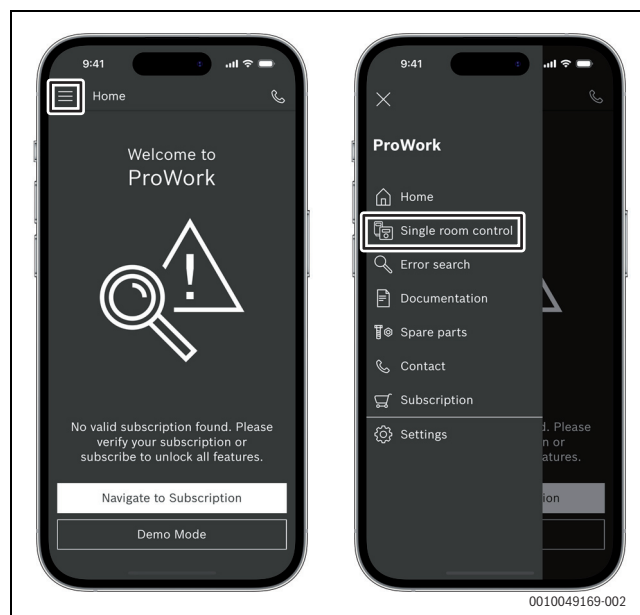 9:41
Home
Welcome to
ProWork
No valid subscription found. Please
verify your subscription or
subscribe to unlock all features.
Navigate to Subscription
Demo Mode
9:41
ProWork
Home
Single room control
Error search
Documentation
Spare parts
Contact
Subscription
Settings
d. Please
n or
atures.
ion
0010049169-002